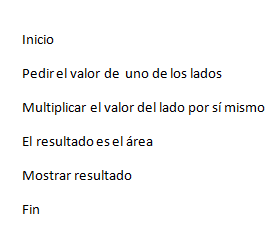 Inicio
Pedir el valor de uno de los lados
Multiplicar el valor del lado por sí mismo
El resultado es el área
Mostrar resultado
Fin